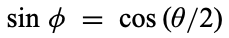 sin ϕ = cos (θ/2)